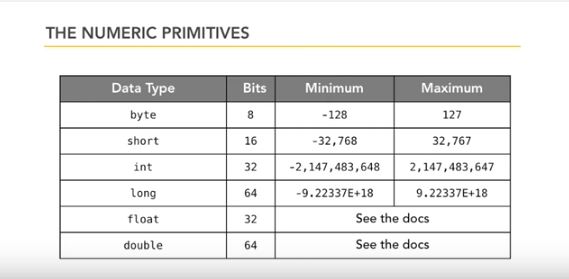 THE NUMERIC PRIMITIVES
Data Type Bits Minimum Maximum
byte 8 -128 127
short 16 -32,768 32,767
int 32 -2,147,483,648 2,147,483,647
long 64 -9.22337E+18 9.22337E+18
float 32 See the docs
double 64 See the docs